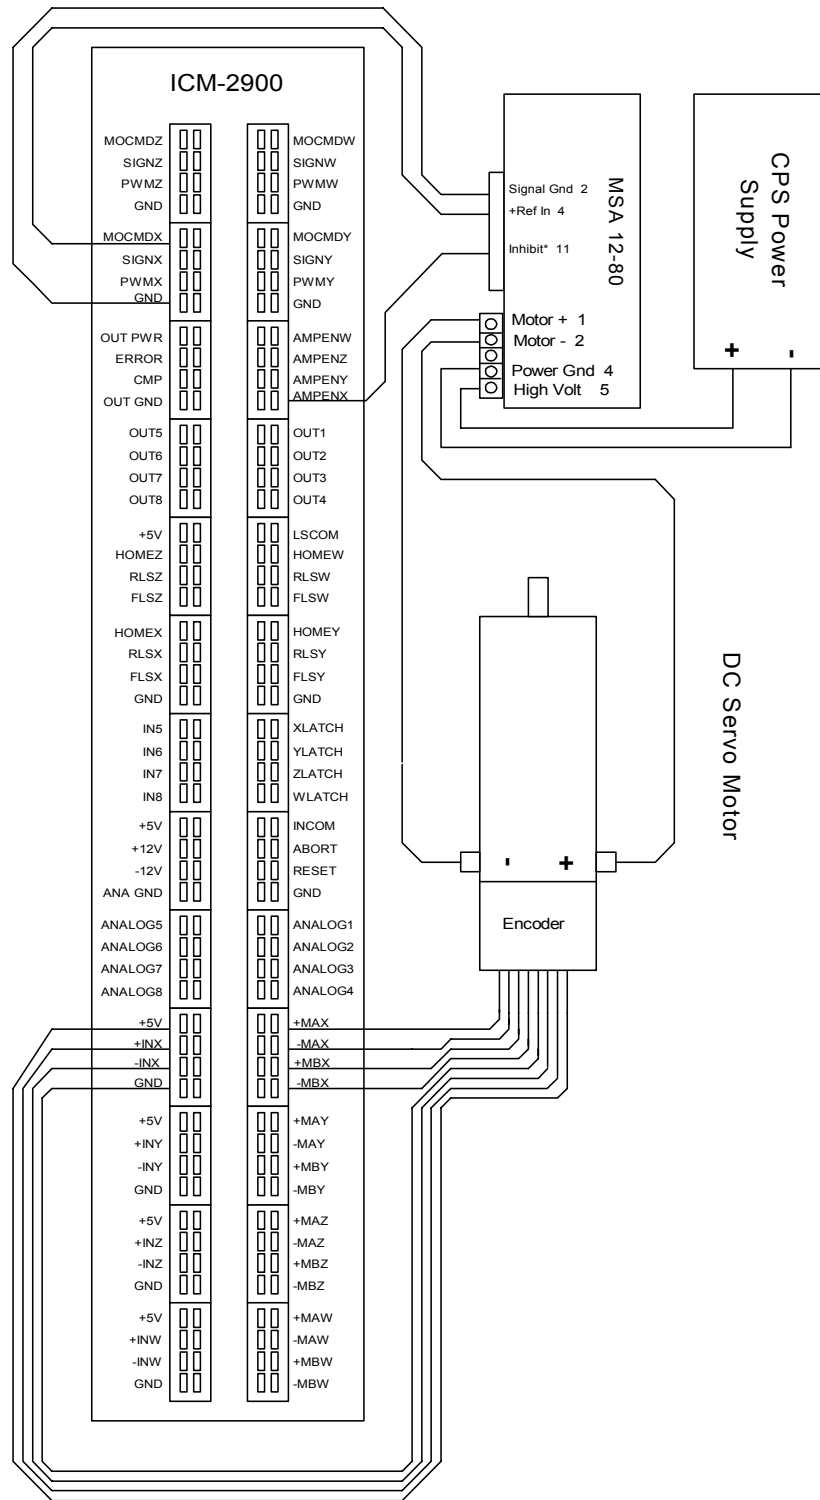 ICM-2900
MOCMDZ
SIGNZ
PWMZ
GND
MOCMDX
SIGNX
PWMX
GND
OUT PWR
ERROR
CMP
OUT GND
OUT5
OUT6
OUT7
OUT8
+5V
HOMEZ
RLSZ
FLSZ
HOMEX
RLSX
FLSX
GND
IN5
IN6
IN7
IN8
+5V
+12V
-12V
ANA GND
ANALOG5
ANALOG6
ANALOG7
ANALOG8
+5V
+INX
-INX
GND
+5V
+INY
-INY
GND
+5V
+INZ
-INZ
GND
+5V
+INW
-INW
GND
MOCMDW
SIGNW
PWMW
GND
MOCMDY
SIGNY
PWMY
GND
AMPENW
AMPENZ
AMPENY
AMPENX
OUT1
OUT2
OUT3
OUT4
LSCOM
HOMEW
RLSW
FLSW
HOMEY
RLSY
FLSY
GND
XLATCH
YLATCH
ZLATCH
WLATCH
INCOM
ABORT
RESET
GND
ANALOG1
ANALOG2
ANALOG3
ANALOG4
+MAX
-MAX
+MBX
-MBX
+MAY
-MAY
+MBY
-MBY
+MAZ
-MAZ
+MBZ
-MBZ
+MAW
-MAW
+MBW
-MBW
MSA 12-80
Signal Gnd 2
+Ref In 4
Inhibit* 11
Motor + 1
Motor - 2
Power Gnd 4
High Volt 5
CPS Power
Supply
+ -
DC Servo Motor
- +
Encoder